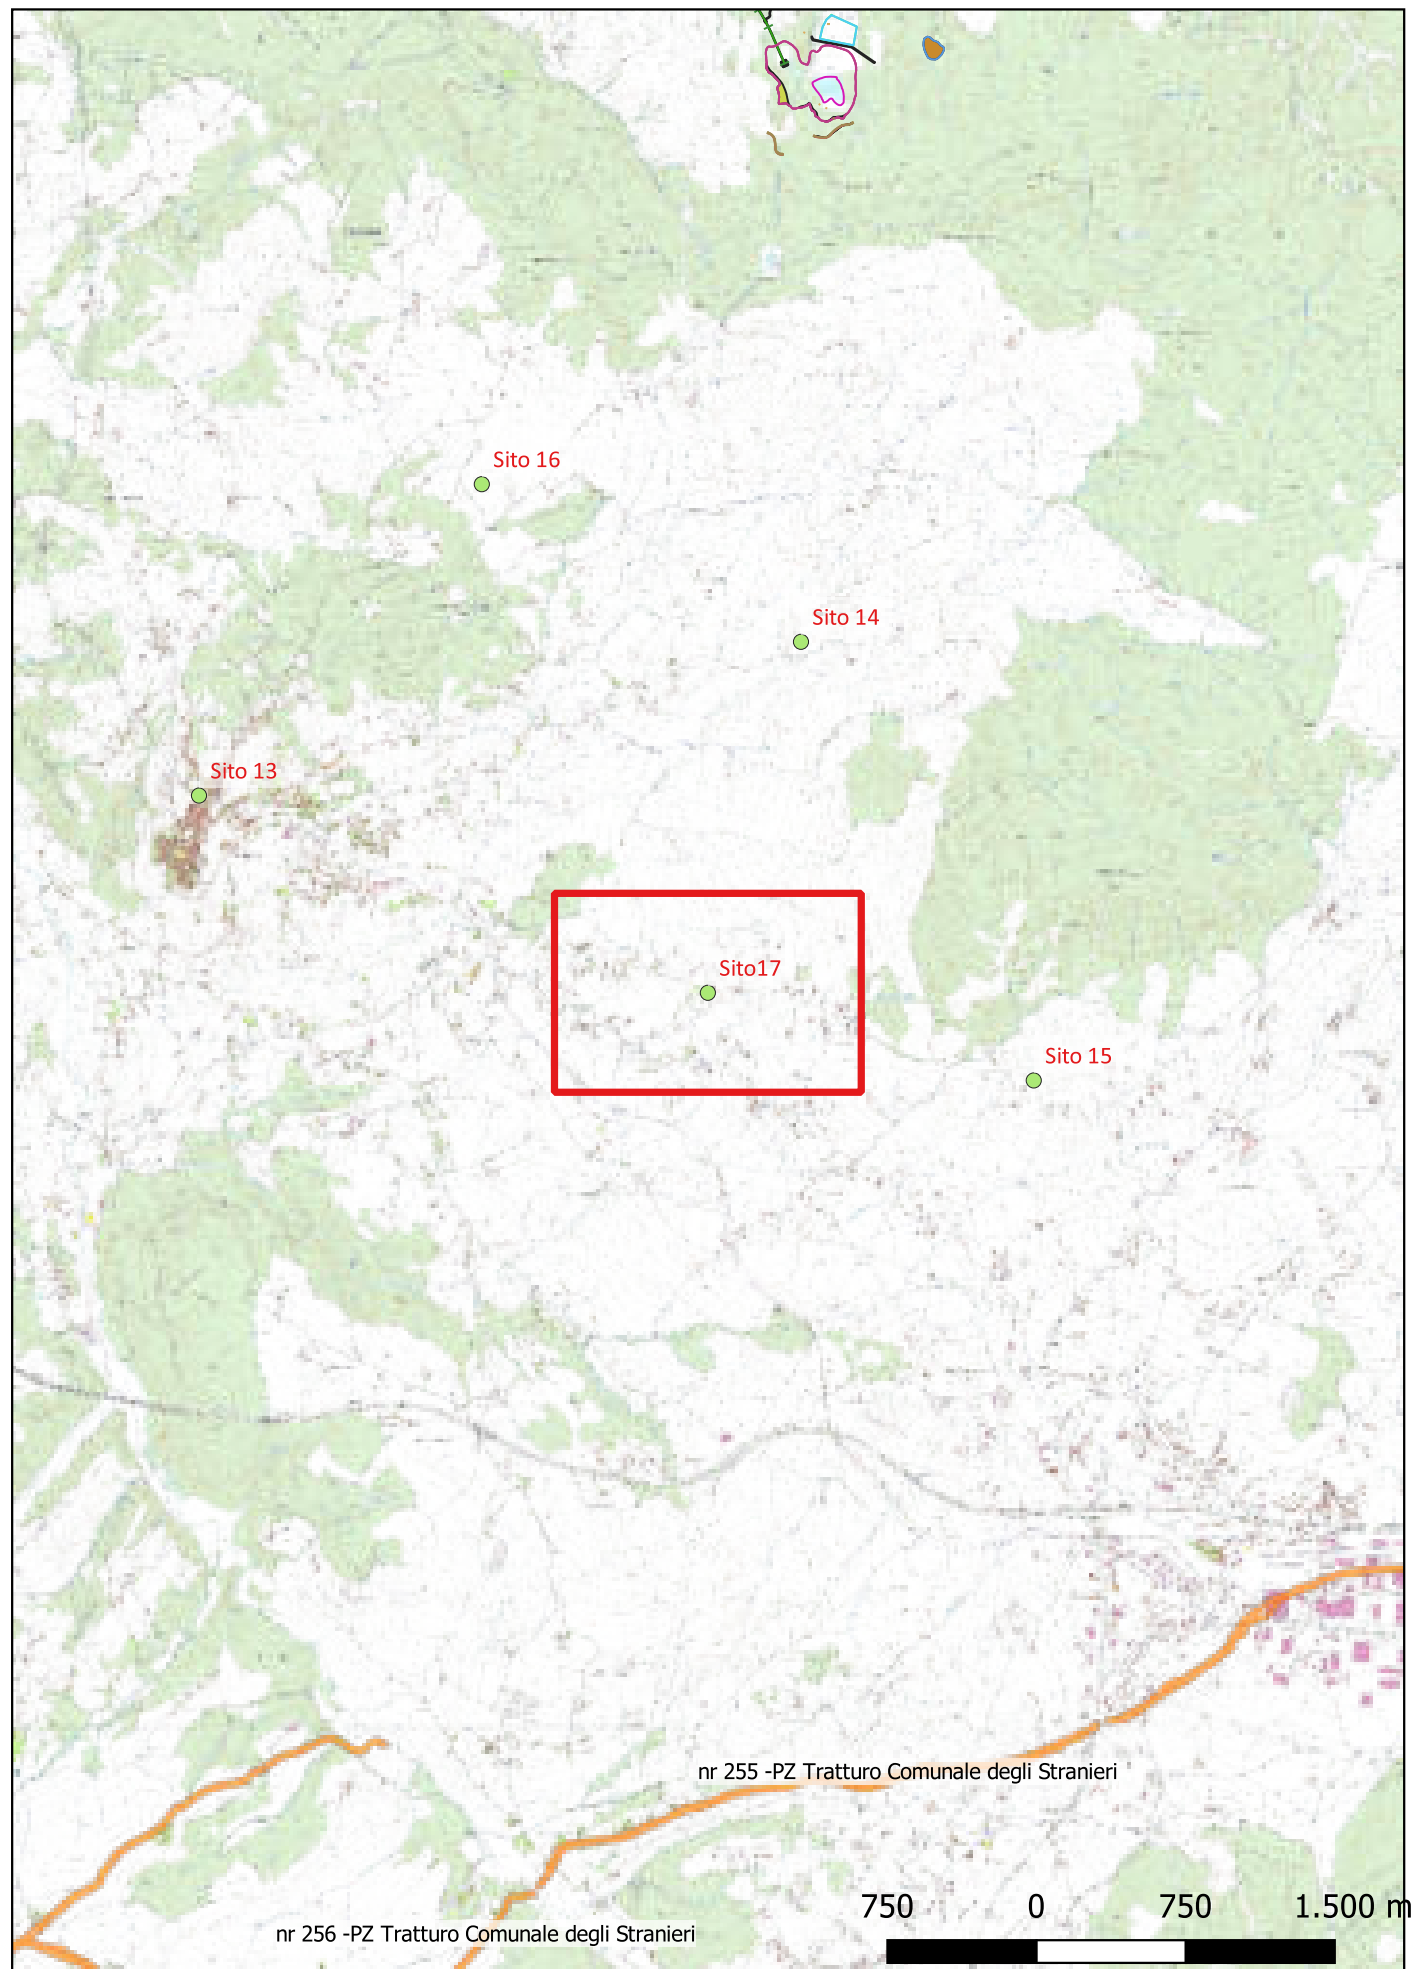 Sito 16
Sito 14
Sito 13
Sito17
Sito 15
nr 255 -PZ Tratturo Comunale degli Stranieri
750 0 750 1.500 m
nr 256 -PZ Tratturo Comunale degli Stranieri